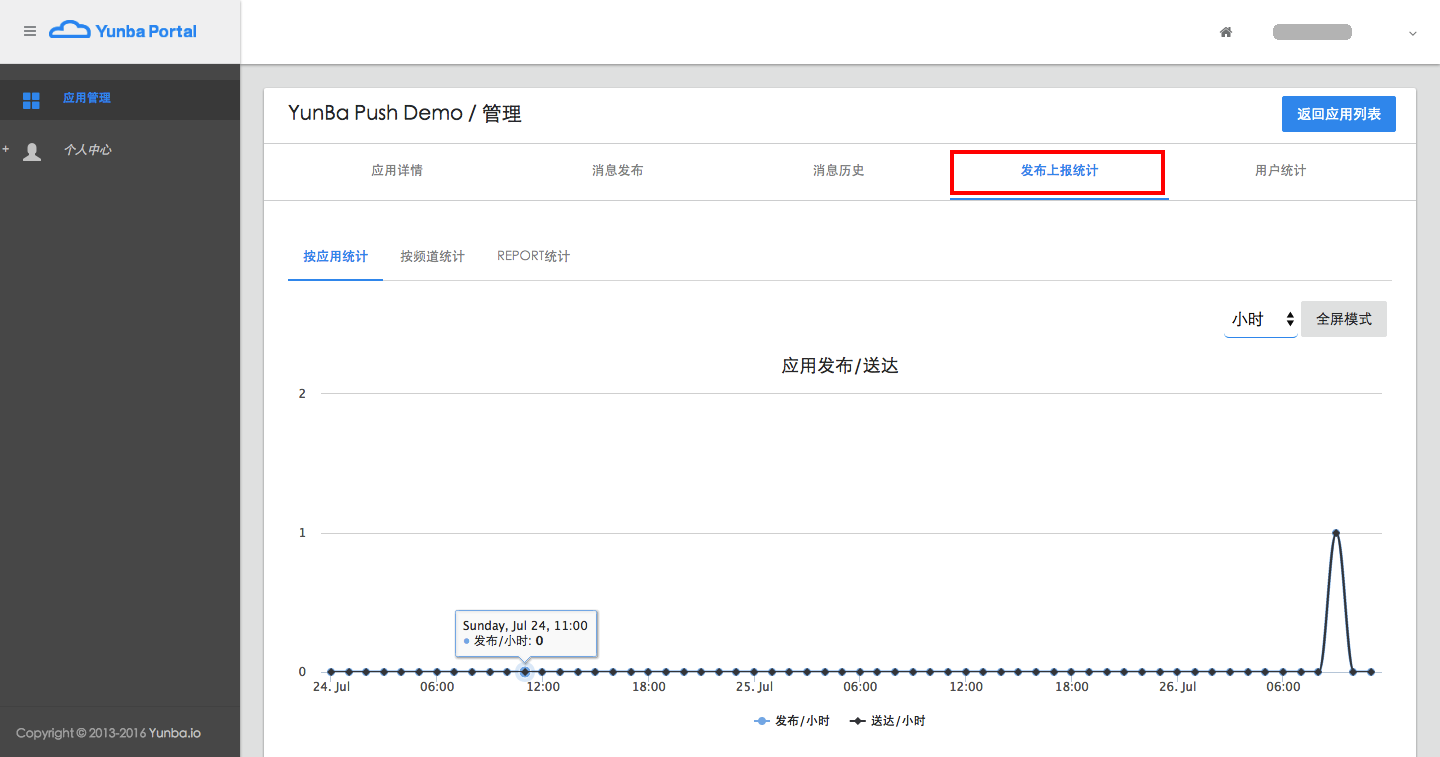 Yunba Portal
应用管理
+ 个人中心
YunBa Push Demo / 管理
返回应用列表
应用详情 消息发布 消息历史 发布上报统计 用户统计
按应用统计 按频道统计 REPORT统计
小时 全屏模式
应用发布/送达
2
1
0
Sunday, Jul 24, 11:00
发布/小时: 0
24. Jul 06:00 12:00 18:00 25. Jul 06:00 12:00 18:00 26. Jul 06:00
发布/小时 送达/小时
Copyright © 2013-2016 Yunba.io